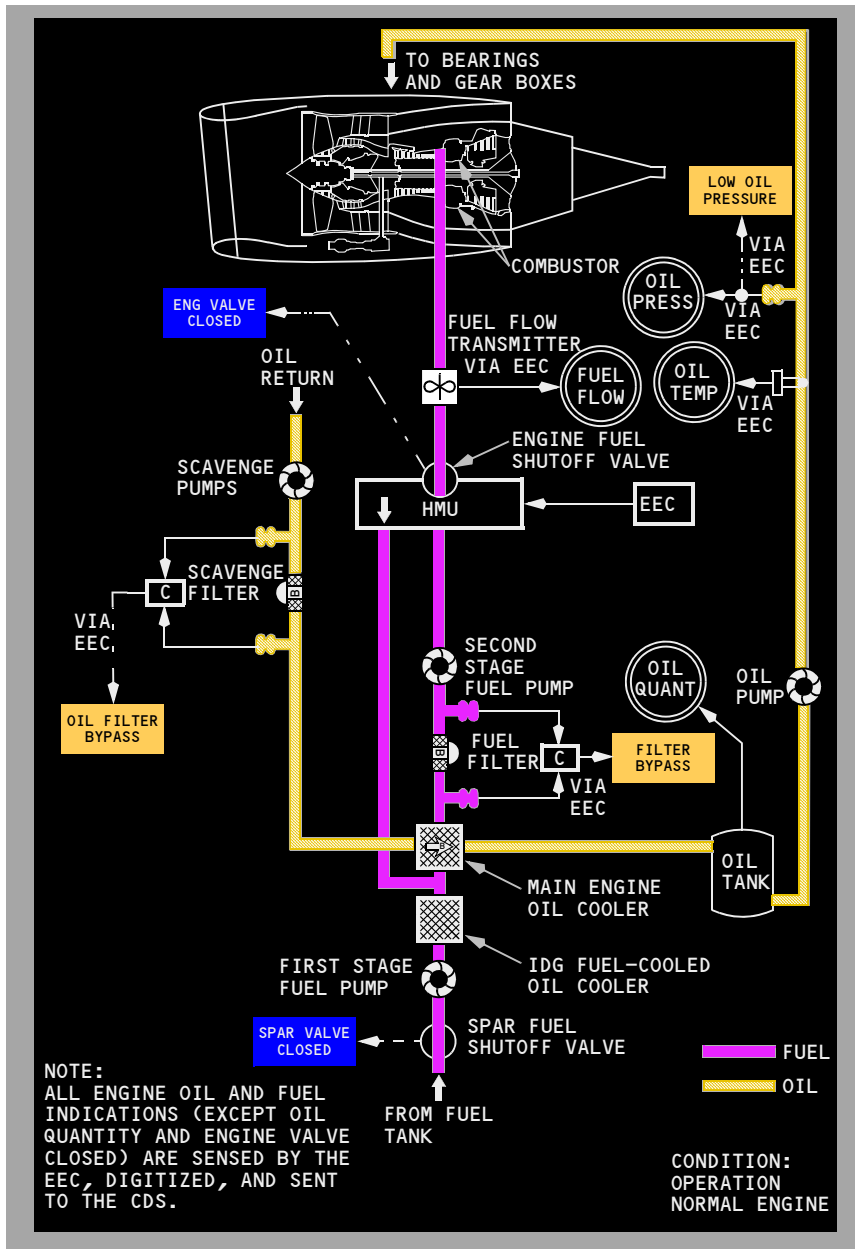 TO BEARINGS
AND GEAR BOXES
LOW OIL
PRESSURE
VIA
EEC
COMBUSTOR
OIL
PRESS
VIA
EEC
ENG VALVE
CLOSED
FUEL FLOW
TRANSMITTER
VIA EEC
OIL
RETURN
FUEL
FLOW
OIL
TEMP
VIA
EEC
ENGINE FUEL
SHUTOFF VALVE
SCAVENGE
PUMPS
HMU
EEC
SCAVENGE
FILTER
C
B
VIA
EEC
SECOND
STAGE
FUEL PUMP
OIL
QUANT
OIL
PUMP
OIL FILTER
BYPASS
FUEL
FILTER
B
C
FILTER
BYPASS
VIA
EEC
B
OIL
TANK
MAIN ENGINE
OIL COOLER
FIRST STAGE
FUEL PUMP
IDG FUEL-COOLED
OIL COOLER
SPAR VALVE
CLOSED
SPAR FUEL
SHUTOFF VALVE
FUEL
OIL
FROM FUEL
TANK
NOTE:
ALL ENGINE OIL AND FUEL
INDICATIONS (EXCEPT OIL
QUANTITY AND ENGINE VALVE
CLOSED) ARE SENSED BY THE
EEC, DIGITIZED, AND SENT
TO THE CDS.
CONDITION:
OPERATION
NORMAL ENGINE